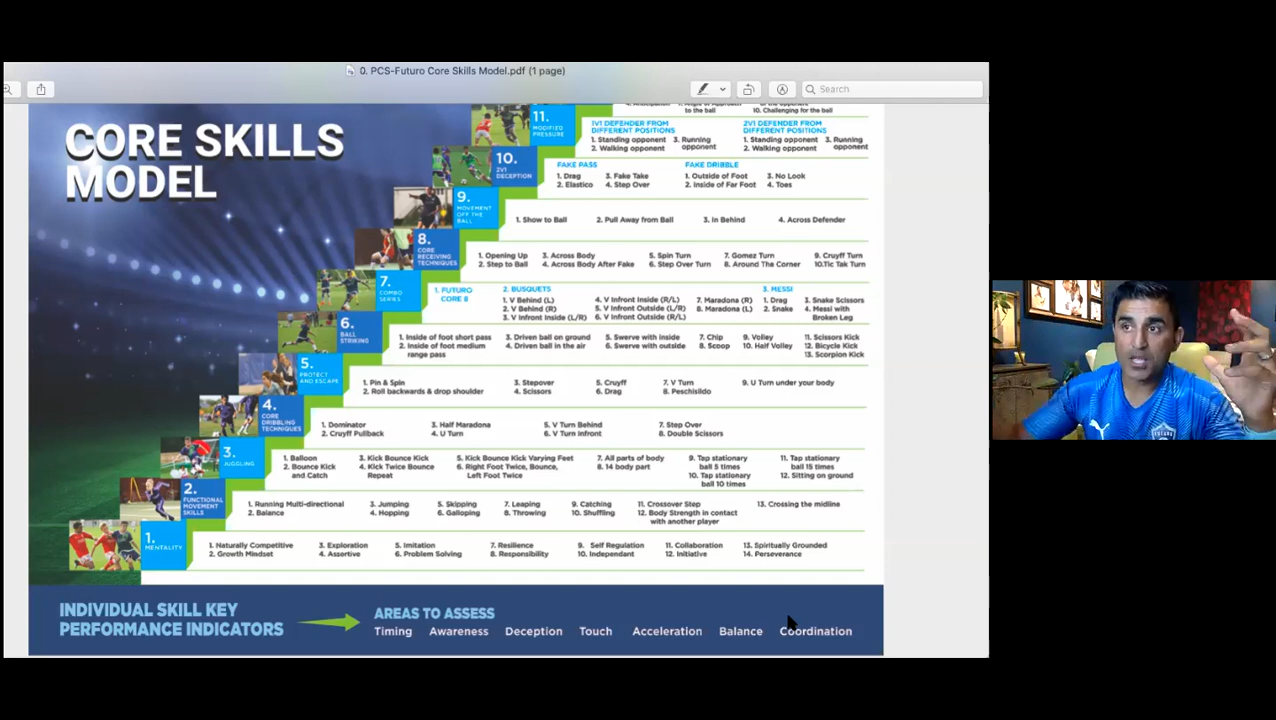 0. PCS-Futuro Core Skills Model.pdf (1 page)
Search
CORE SKILLS
MODEL
to the ball
10. Challenging for the ball
11.
MODIFIED
PRESSURE
1V1 DEFENDER FROM
DIFFERENT POSITIONS
1. Standing opponent 3. Running
2. Walking opponent opponent
2V1 DEFENDER FROM
DIFFERENT POSITIONS
1. Standing opponent 3. Running
2. Walking opponent opponent
10.
2V1
DECEPTION
FAKE PASS
1. Drag 3. Fake Take
2. Elastico 4. Step Over
FAKE DRIBBLE
1. Outside of Foot 3. No Look
2. Inside of Far Foot 4. Toes
9.
MOVEMENT
OFF THE
BALL
1. Show to Ball 2. Pull Away from Ball 3. In Behind 4. Across Defender
8.
CORE
RECEIVING
TECHNIQUES
1. Opening Up 3. Across Body 5. Spin Turn 7. Gomez Turn 9. Cruyff Turn
2. Step to Ball 4. Across Body After Fake 6. Step Over Turn 8. Around The Corner 10.Tic Tak Turn
7.
COMBO
SERIES
1. FUTURO
CORE 8
2. BUSQUETS
1. V Behind (L) 4. V Infront Inside (R/L) 7. Maradona (R)
2. V Behind (R) 5. V Infront Outside (L/R) 8. Maradona (L)
3. V Infront Inside (L/R) 6. V Infront Outside (R/L)
3. MESSI
1. Drag 3. Snake Scissors
2. Snake 4. Messi with
Broken Leg
6.
BALL
STRIKING
1. Inside of foot short pass 3. Driven ball on ground 5. Swerve with inside 7. Chip 9. Volley 11. Scissors Kick
2. Inside of foot medium 4. Driven ball in the air 6. Swerve with outside 8. Scoop 10. Half Volley 12. Bicycle Kick
range pass 13. Scorpion Kick
5.
PROTECT
AND ESCAPE
1. Pin & Spin 3. Stepover 5. Cruyff 7. V Turn 9. U Turn under your body
2. Roll backwards & drop shoulder 4. Scissors 6. Drag 8. Peschisildo
4.
CORE
DRIBBLING
TECHNIQUES
1. Dominator 3. Half Maradona 5. V Turn Behind 7. Step Over
2. Cruyff Pullback 4. U Turn 6. V Turn Infront 8. Double Scissors
3.
JUGGLING
1. Balloon 3. Kick Bounce Kick 5. Kick Bounce Kick Varying Feet 7. All parts of body 9. Tap stationary 11. Tap stationary
2. Bounce Kick 4. Kick Twice Bounce 6. Right Foot Twice, Bounce, 8. 14 body part ball 5 times ball 15 times
and Catch Repeat Left Foot Twice 10. Tap stationary 12. Sitting on ground
ball 10 times
2.
FUNCTIONAL
MOVEMENT
SKILLS
1. Running Multi-directional 3. Jumping 5. Skipping 7. Leaping 9. Catching 11. Crossover Step 13. Crossing the midline
2. Balance 4. Hopping 6. Galloping 8. Throwing 10. Shuffling 12. Body Strength in contact
with another player
1.
MENTALITY
1. Naturally Competitive 3. Exploration 5. Imitation 7. Resilience 9. Self Regulation 11. Collaboration 13. Spiritually Grounded
2. Growth Mindset 4. Assortive 6. Problem Solving 8. Responsibility 10. Independant 12. Initiative 14. Perseverance
INDIVIDUAL SKILL KEY
PERFORMANCE INDICATORS
AREAS TO ASSESS
Timing Awareness Deception Touch Acceleration Balance Coordination